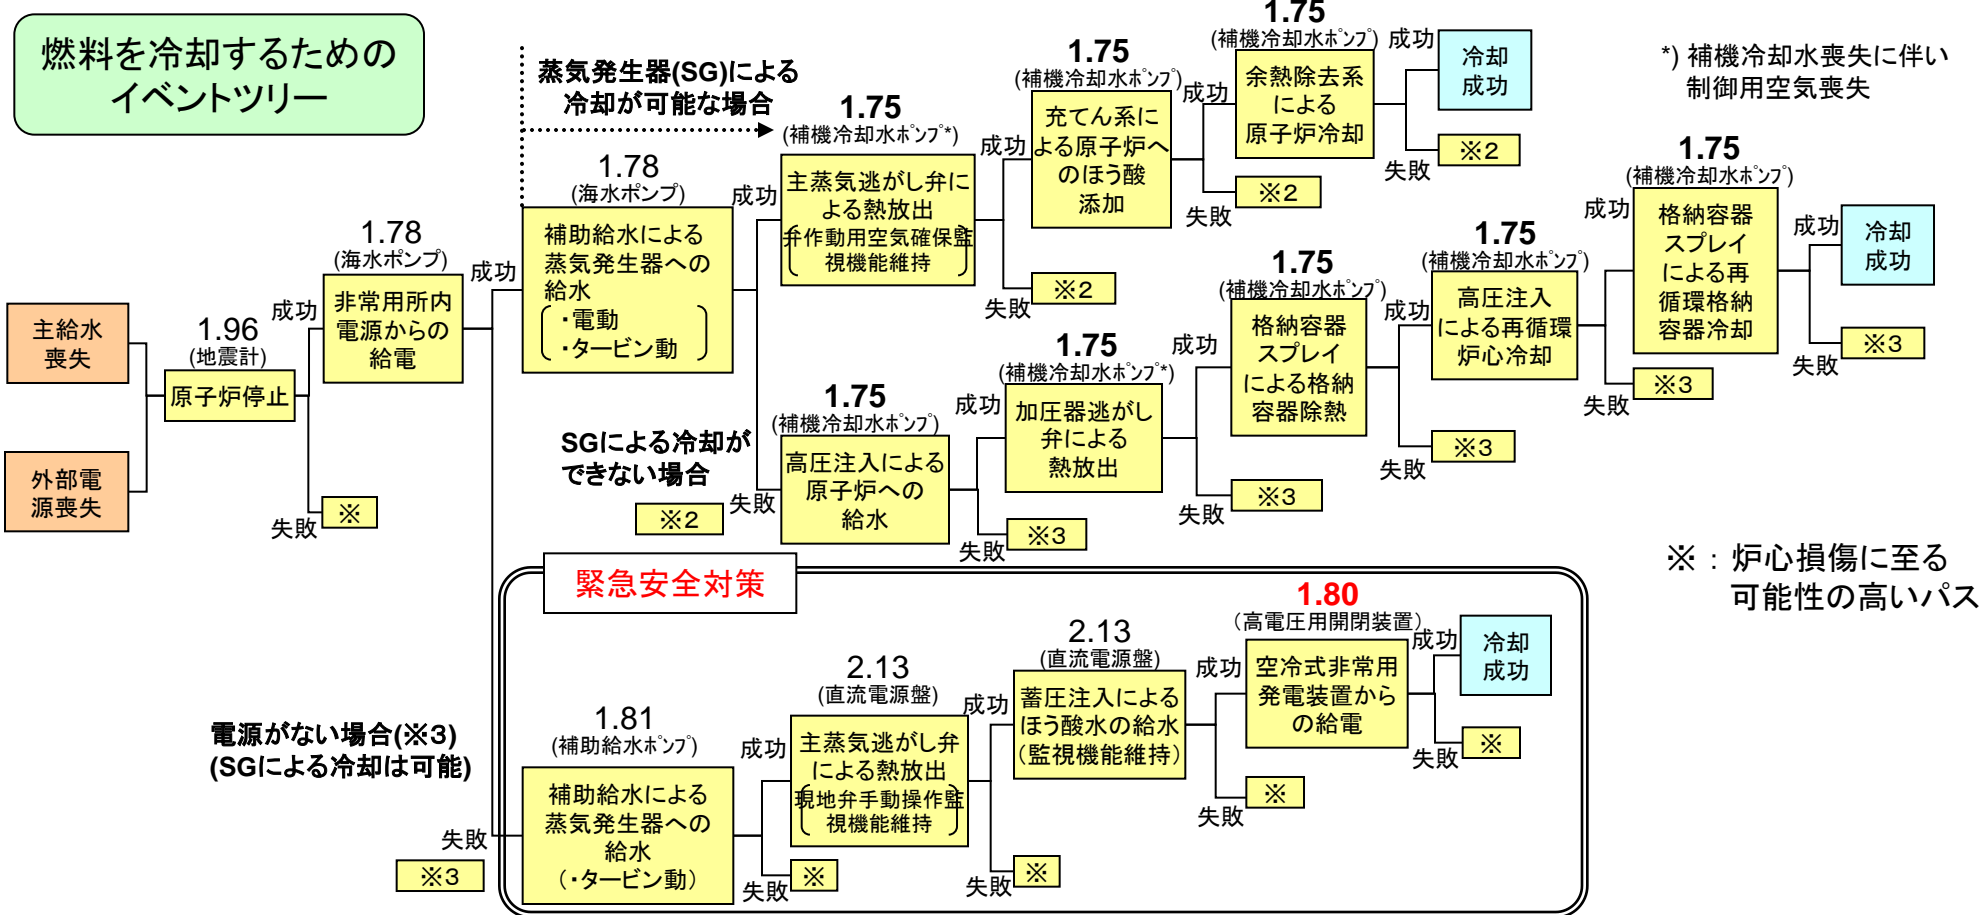 燃料を冷却するための
イベントツリー
蒸気発生器(SG)による
冷却が可能な場合
*) 補機冷却水喪失に伴い
制御用空気喪失
主給水
喪失
外部電
源喪失
1.96
(地震計)
原子炉停止
成功
失敗
※
1.78
(海水ポンプ)
非常用所内
電源からの
給電
成功
失敗
※3
1.78
(海水ポンプ)
補助給水による
蒸気発生器への
給水
・電動
・タービン動
成功
失敗
※2
1.75
(補機冷却水ポンプ*)
主蒸気逃がし弁に
よる熱放出
弁作動用空気確保監
視機能維持
成功
失敗
※2
1.75
(補機冷却水ポンプ)
充てん系に
よる原子炉へ
のほう酸
添加
成功
失敗
※2
1.75
(補機冷却水ポンプ)
余熱除去系
による
原子炉冷却
成功
失敗
※2
冷却
成功
SGによる冷却が
できない場合
1.75
(補機冷却水ポンプ)
高圧注入による
原子炉への
給水
成功
失敗
※3
1.75
(補機冷却水ポンプ*)
加圧器逃がし
弁による
熱放出
成功
失敗
※3
1.75
(補機冷却水ポンプ)
格納容器
スプレイ
による格納
容器除熱
成功
失敗
※3
1.75
(補機冷却水ポンプ)
高圧注入
による再循環
炉心冷却
成功
失敗
※3
1.75
(補機冷却水ポンプ)
格納容器
スプレイ
による再
循環格納
容器冷却
成功
失敗
※3
冷却
成功
※：炉心損傷に至る
可能性の高いパス
緊急安全対策
電源がない場合(※3)
(SGによる冷却は可能)
1.81
(補助給水ポンプ)
補助給水による
蒸気発生器への
給水
（・タービン動）
成功
失敗
※
2.13
(直流電源盤)
主蒸気逃がし弁
による熱放出
現地弁手動操作監
視機能維持
成功
失敗
※
2.13
(直流電源盤)
蓄圧注入による
ほう酸水の給水
（監視機能維持）
成功
失敗
※
1.80
（高電圧用開閉装置）
空冷式非常用
発電装置から
の給電
成功
失敗
※
冷却
成功